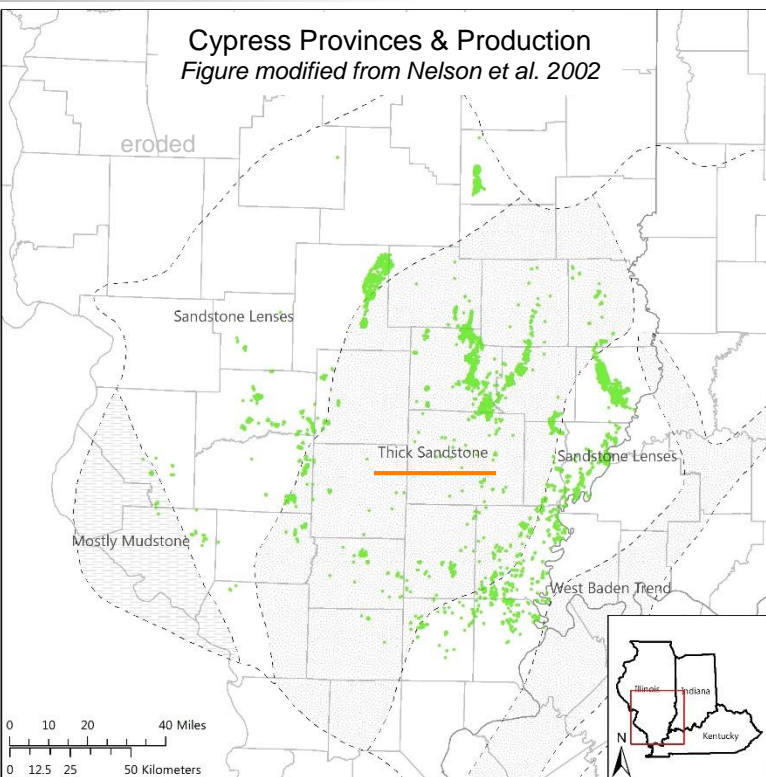 Cypress Provinces & Production
Figure modified from Nelson et al. 2002
eroded
Sandstone Lenses
Thick Sandstone
Sandstone Lenses
Mostly Mudstone
West Baden Trend
Illinois
Indiana
Kentucky
N
0 10 20 40 Miles
0 12.5 25 50 Kilometers